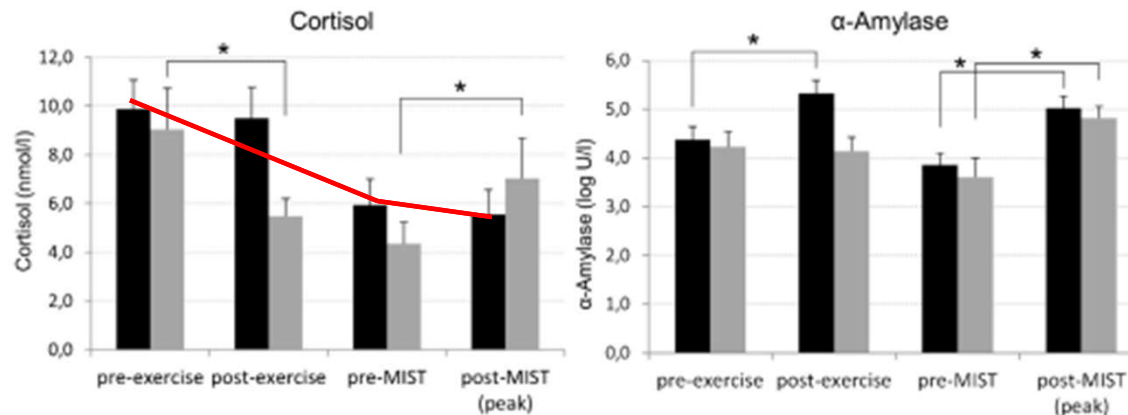 Cortisol
Cortisol (nmol/l)
12,0
10,0
8,0
6,0
4,0
2,0
0,0
*
*
pre-exercise post-exercise pre-MIST post-MIST
(peak)
α-Amylase
α-Amylase (log U/l)
6,0
5,0
4,0
3,0
2,0
1,0
0,0
*
*
*
pre-exercise post-exercise pre-MIST post-MIST
(peak)